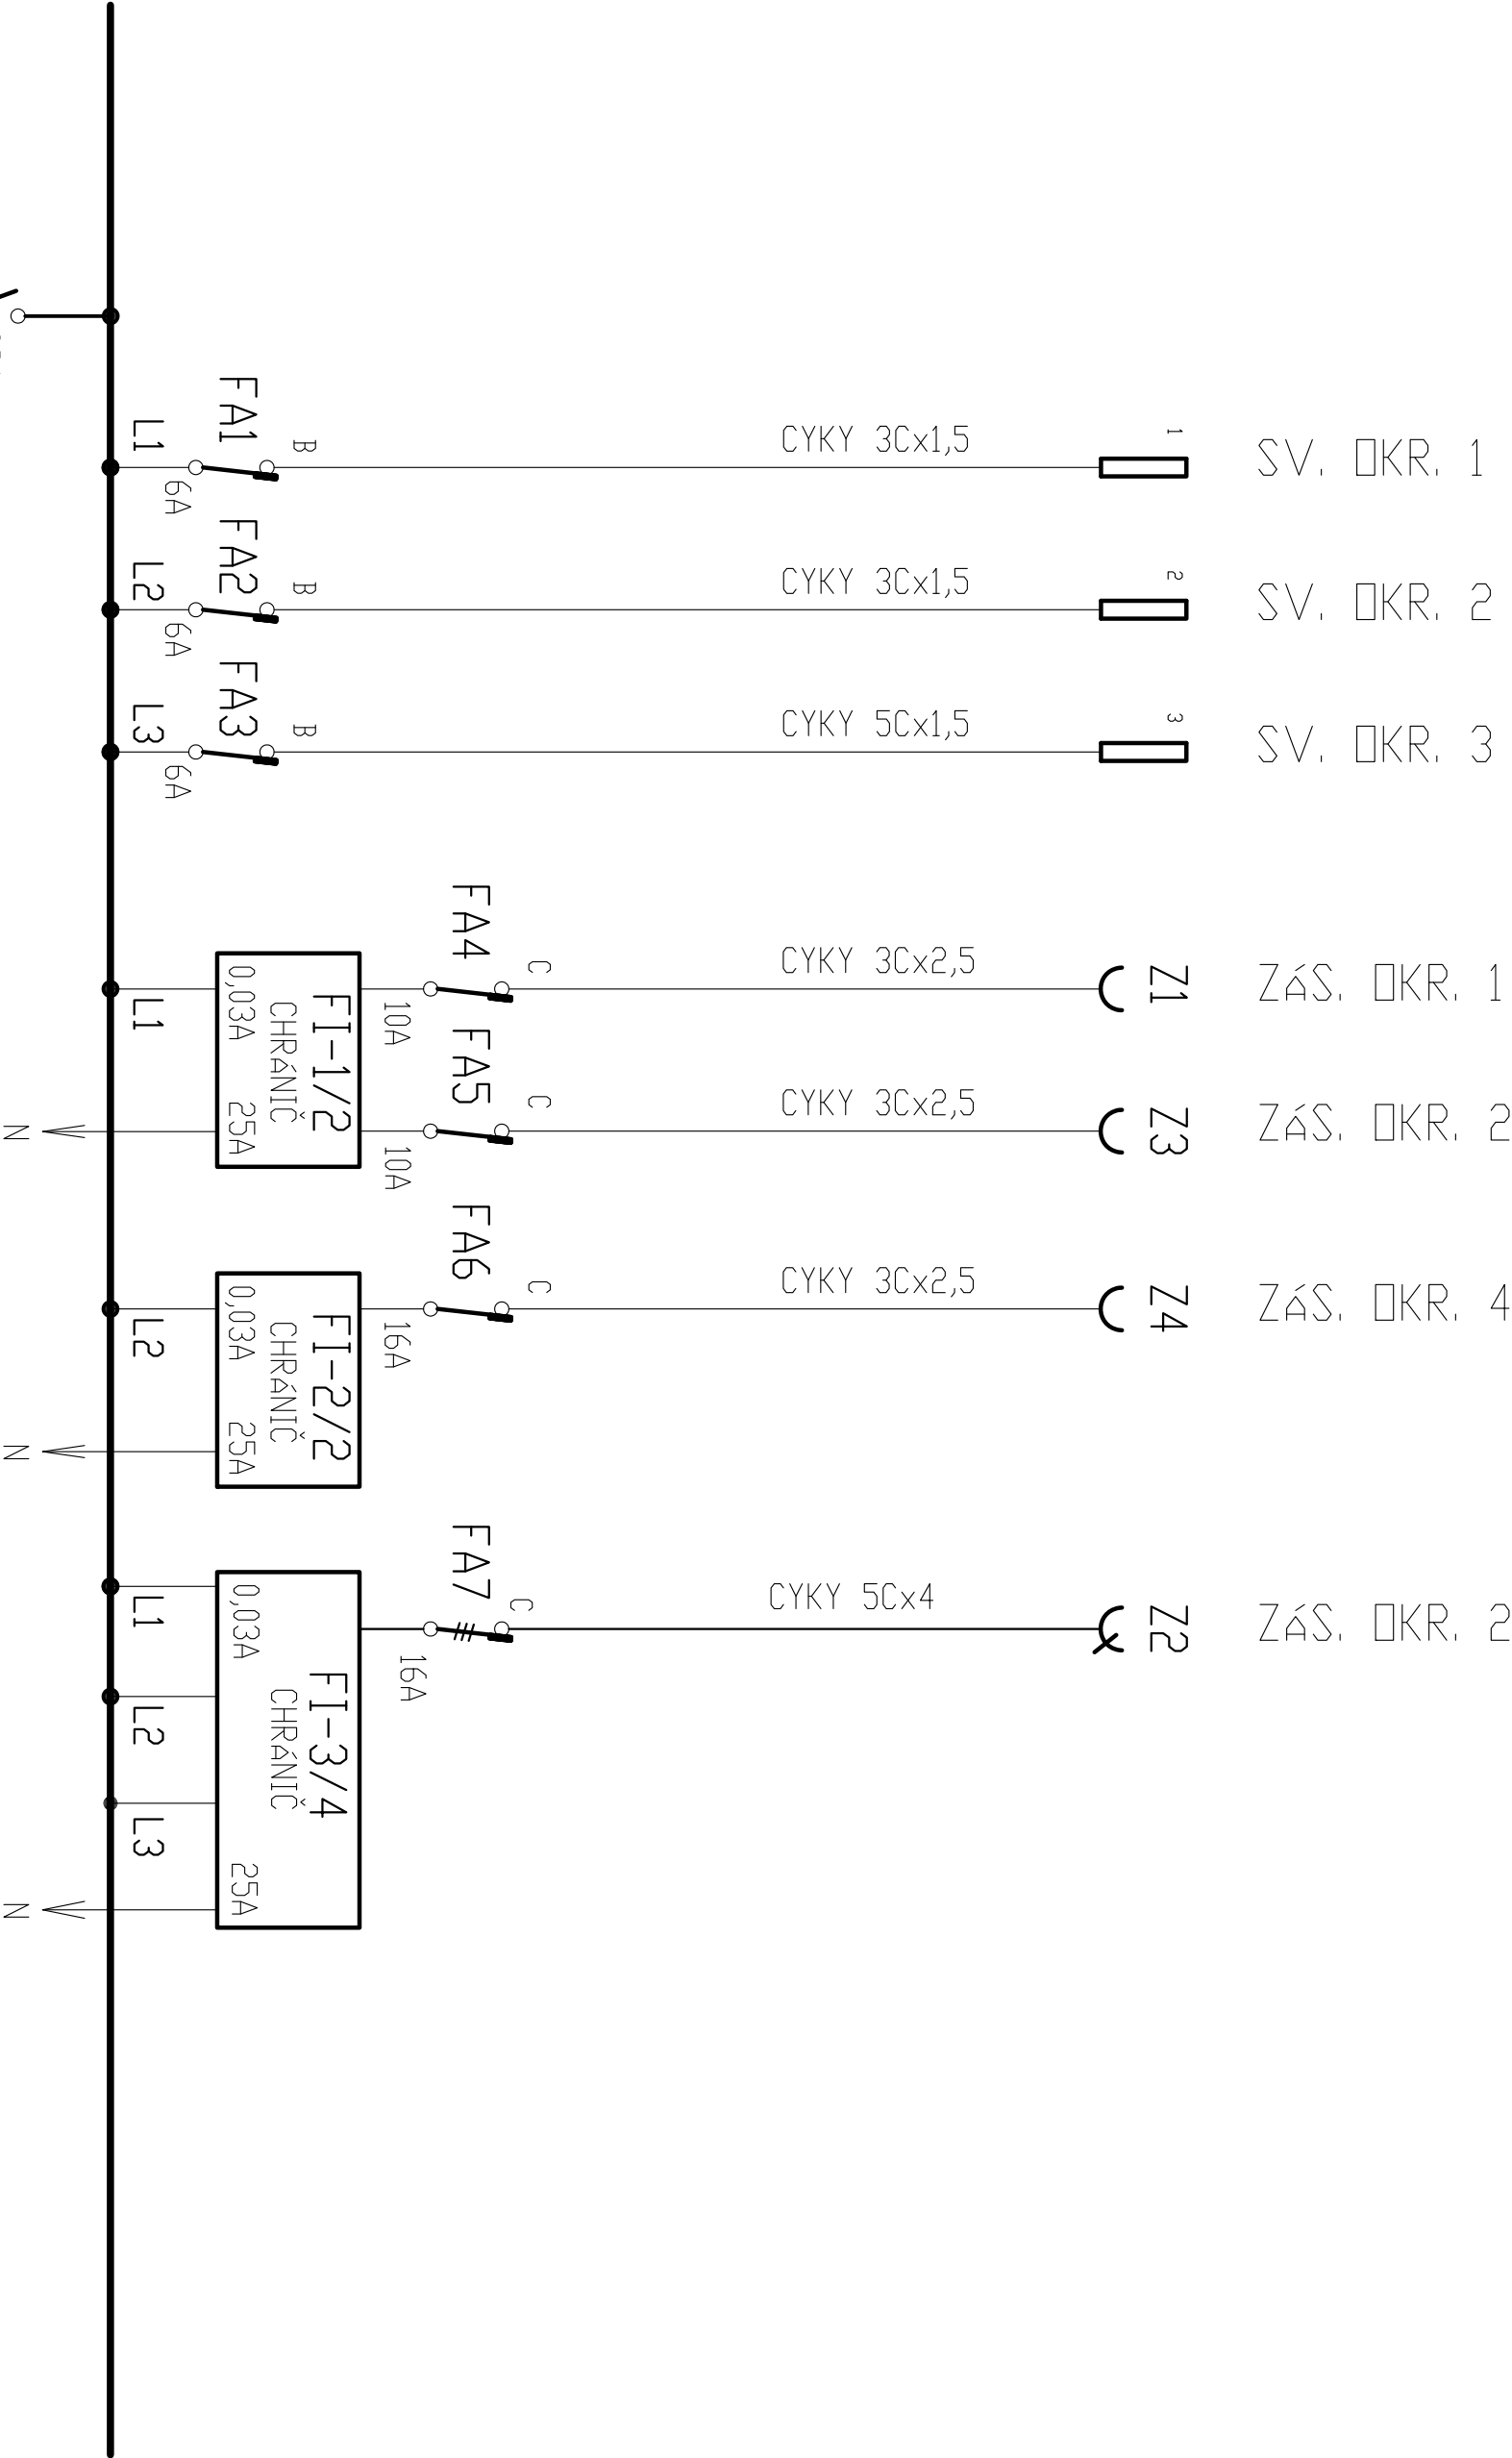 FA1
L1
B
6A
CYKY 3Cx1,5
1
SV. OKR. 1
FA2
L2
B
6A
CYKY 3Cx1,5
2
SV. OKR. 2
FA3
L3
B
6A
CYKY 5Cx1,5
3
SV. OKR. 3
FA4
C
10A
CYKY 3Cx2,5
Z1
ZÁS. OKR. 1
L1
0,03A 25A
CHRÁNIČ
FI-1/2
N
FA5
C
10A
CYKY 3Cx2,5
Z3
ZÁS. OKR. 2
FA6
C
16A
CYKY 3Cx2,5
Z4
ZÁS. OKR. 4
L2
0,03A 25A
CHRÁNIČ
FI-2/2
N
FA7
C
16A
CYKY 5Cx4
Z2
ZÁS. OKR. 2
L1
L2
L3
0,03A 25A
CHRÁNIČ
FI-3/4
N